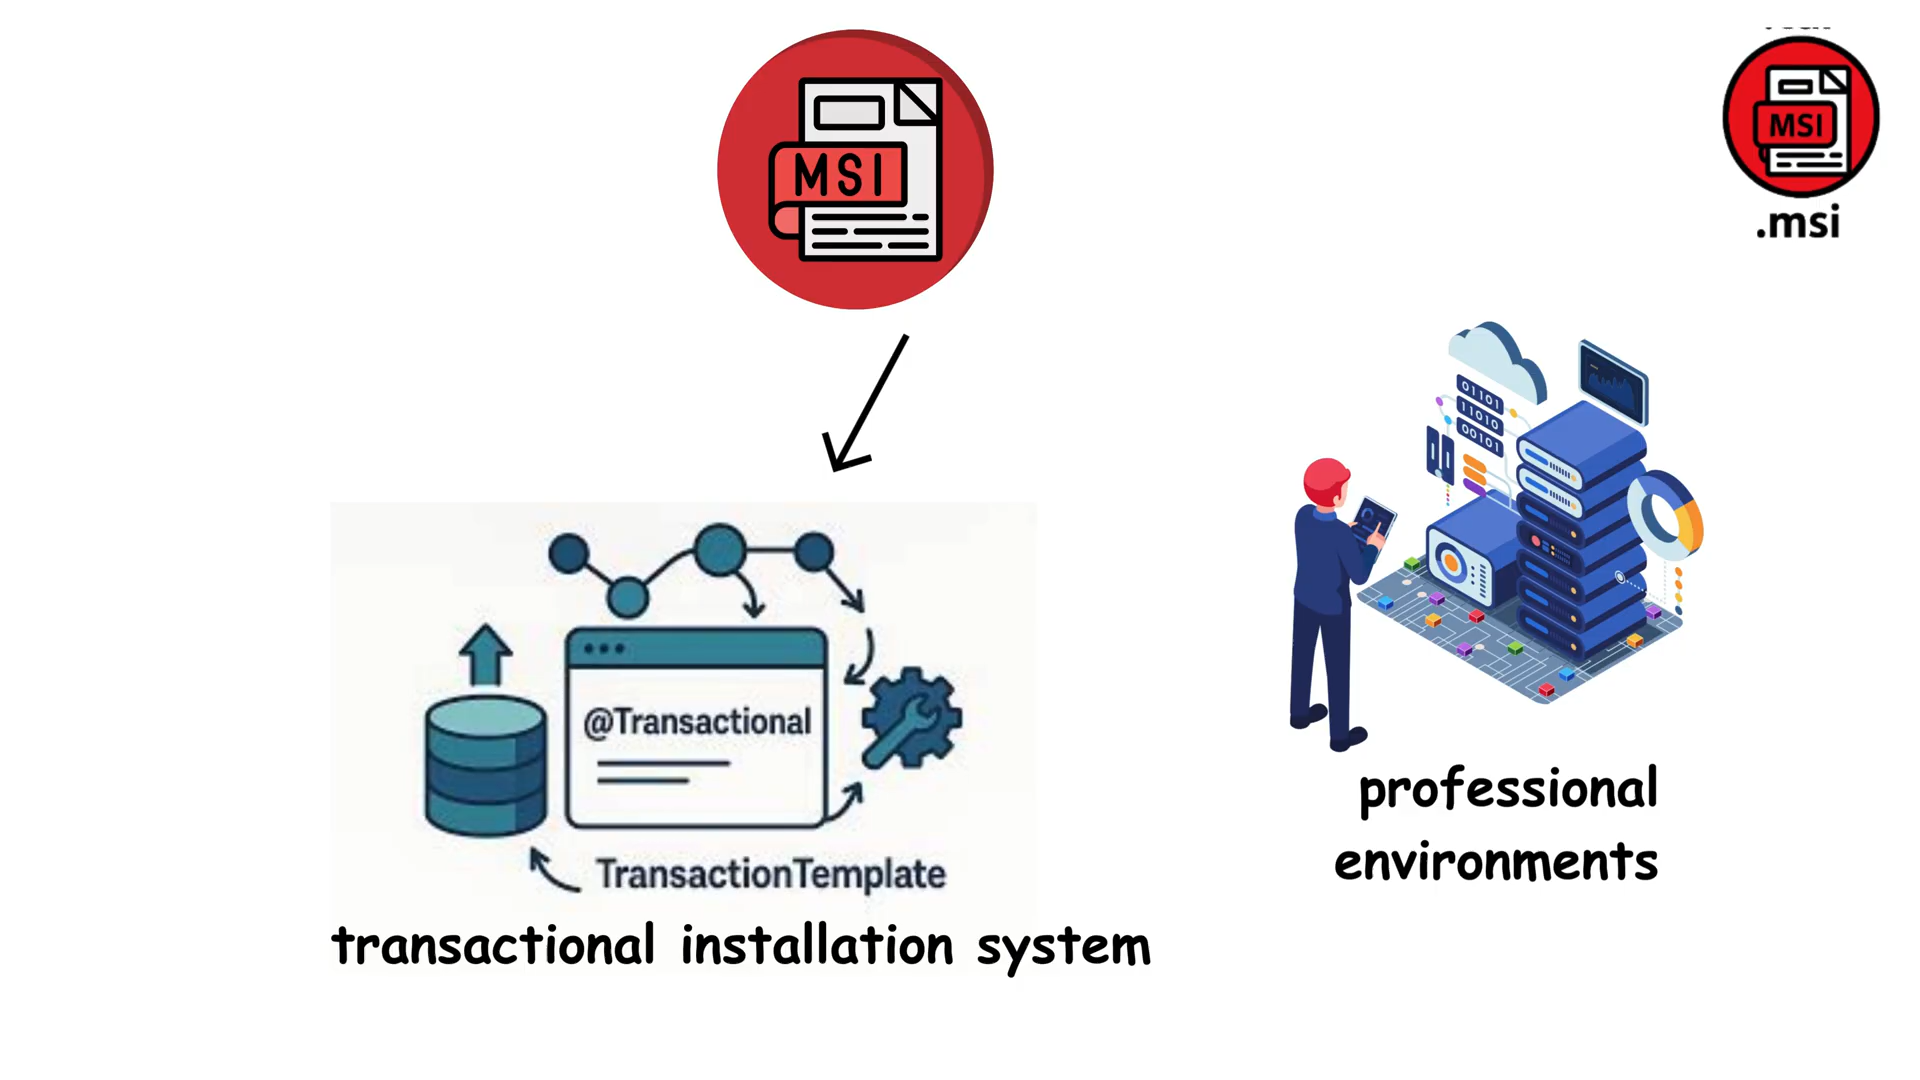 MSI
MSI
.msi
01101
11010
00101
@Transactional
TransactionTemplate
professional
environments
transactional installation system